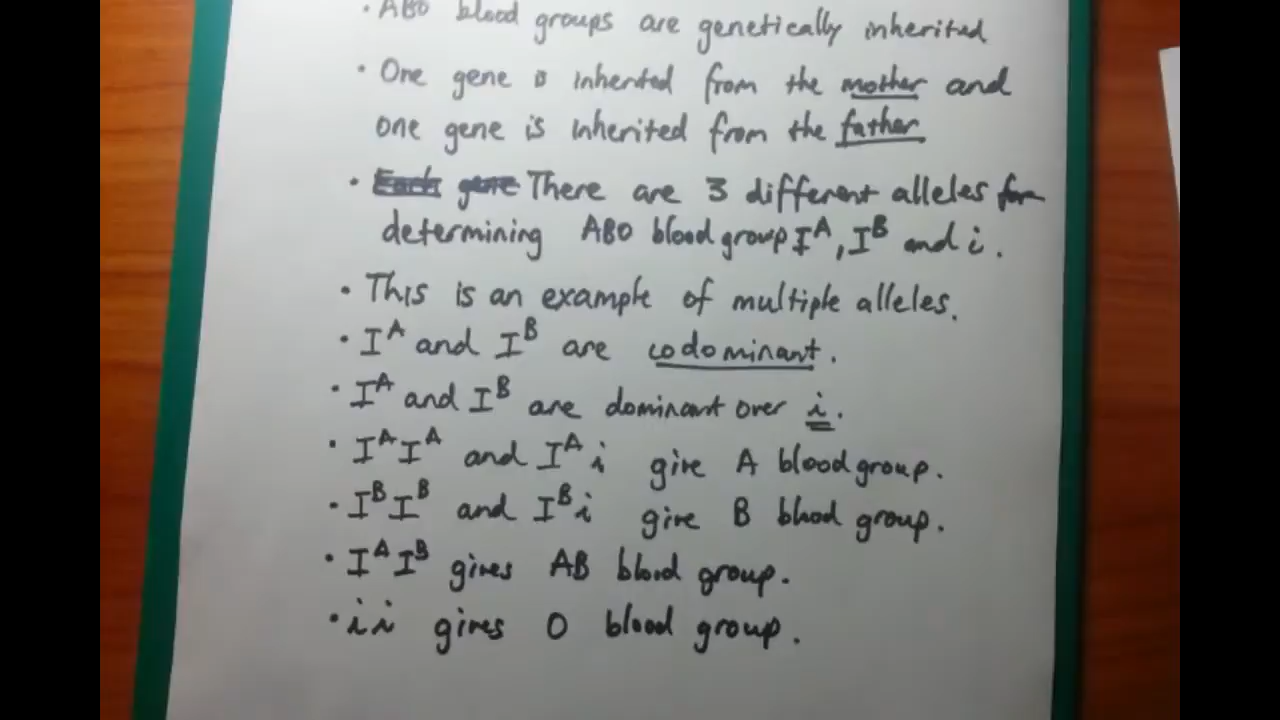 • ABO blood groups are genetically inherited
• One gene is inherited from the mother and
one gene is inherited from the father
• Each gene There are 3 different alleles for
determining ABO blood group Iᴬ, Iᴮ and i.
• This is an example of multiple alleles.
• Iᴬ and Iᴮ are codominant.
• Iᴬ and Iᴮ are dominant over i.
• IᴬIᴬ and Iᴬi give A blood group.
• IᴮIᴮ and Iᴮi give B blood group.
• IᴬIᴮ gives AB blood group.
• ii gives O blood group.